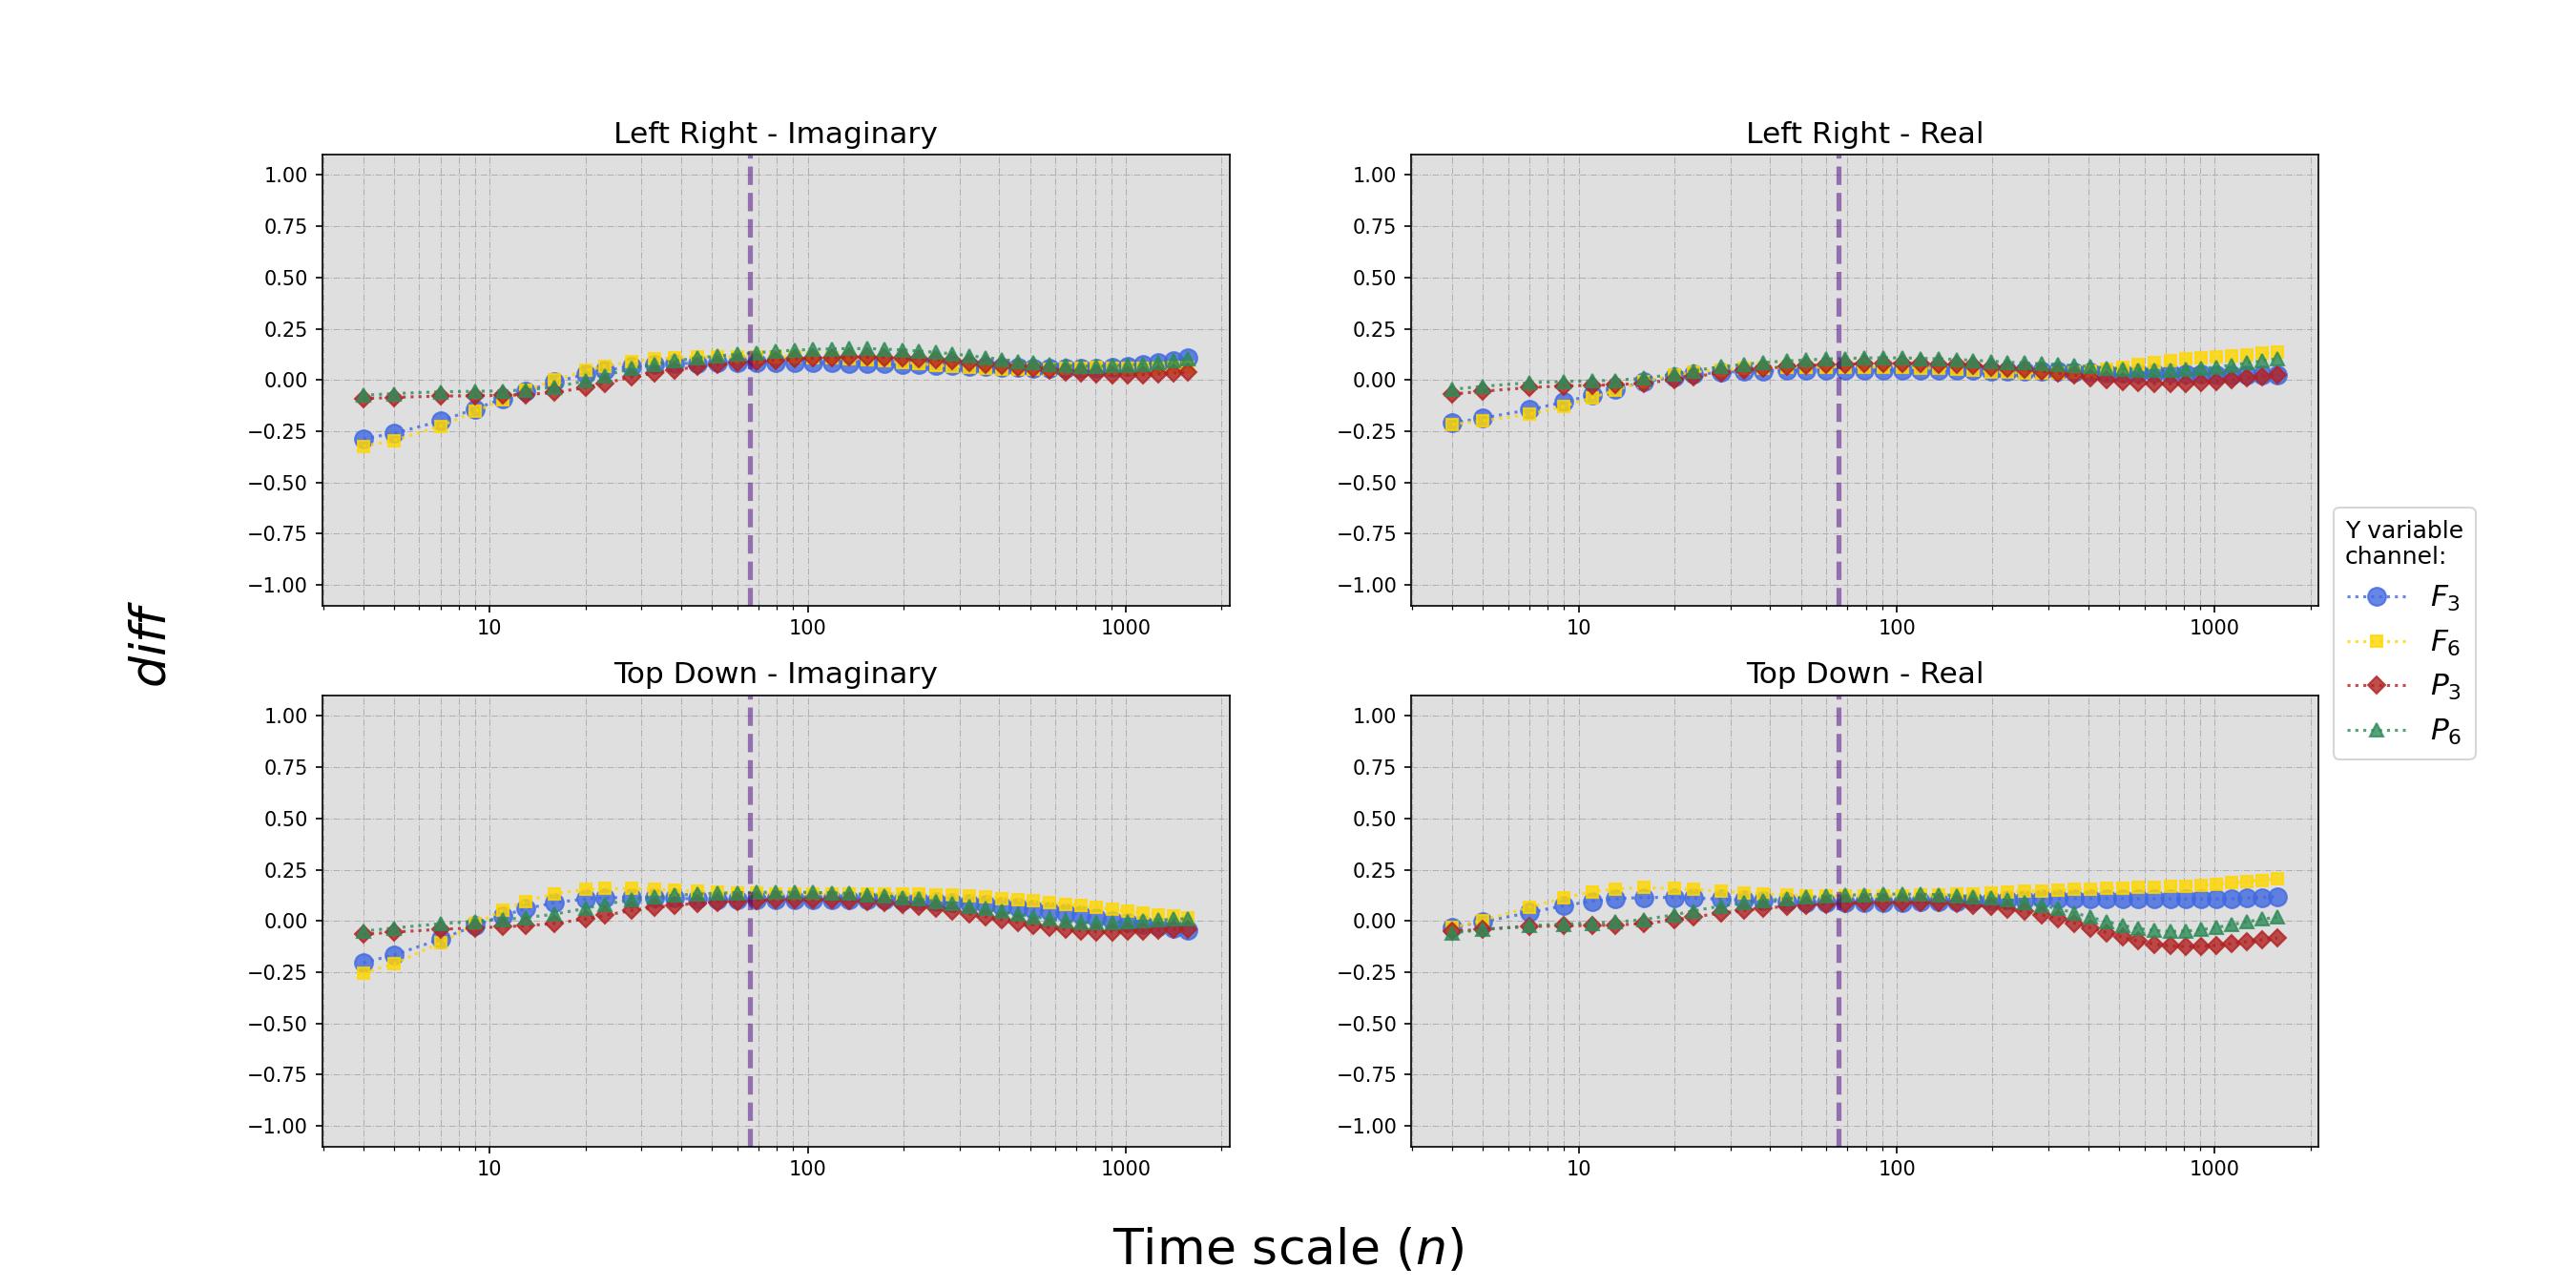 Left Right - Imaginary
1.00
0.75
0.50
0.25
0.00
−0.25
−0.50
−0.75
−1.00
10 100 1000
Left Right - Real
1.00
0.75
0.50
0.25
0.00
−0.25
−0.50
−0.75
−1.00
10 100 1000
Top Down - Imaginary
1.00
0.75
0.50
0.25
0.00
−0.25
−0.50
−0.75
−1.00
10 100 1000
Top Down - Real
1.00
0.75
0.50
0.25
0.00
−0.25
−0.50
−0.75
−1.00
10 100 1000
Y variable
channel:
F₃
F₆
P₃
P₆
diff
Time scale (n)